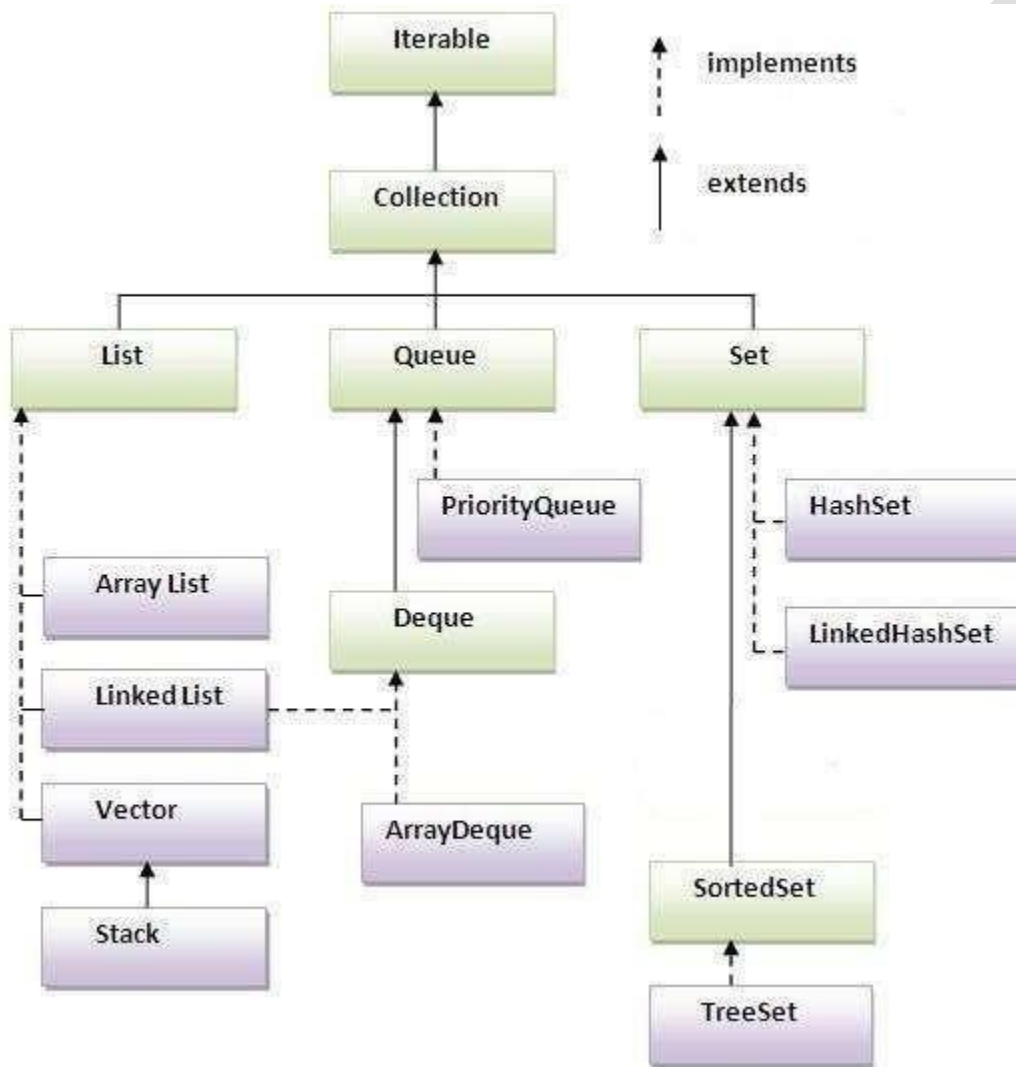 Iterable
implements
extends
Collection
List
Queue
Set
PriorityQueue
HashSet
Array List
Deque
LinkedHashSet
Linked List
Vector
ArrayDeque
SortedSet
Stack
TreeSet